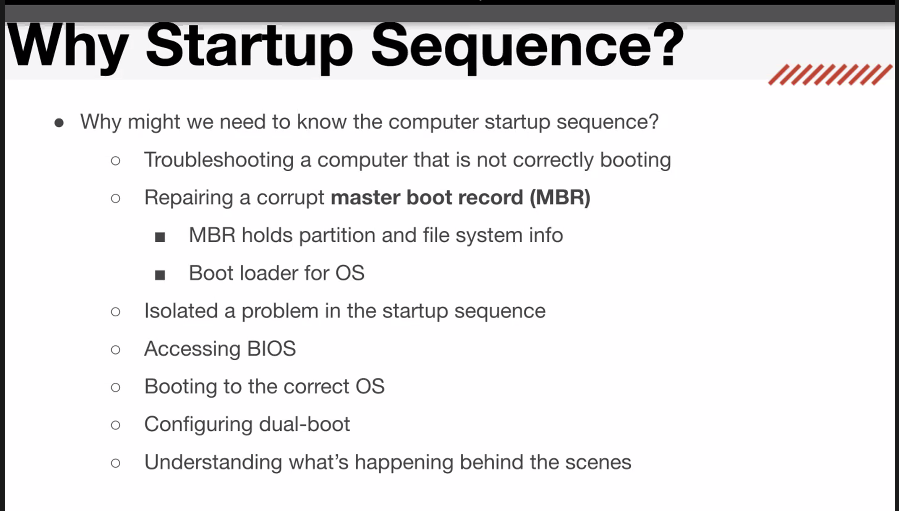 Why Startup Sequence?
● Why might we need to know the computer startup sequence?
○ Troubleshooting a computer that is not correctly booting
○ Repairing a corrupt master boot record (MBR)
■ MBR holds partition and file system info
■ Boot loader for OS
○ Isolated a problem in the startup sequence
○ Accessing BIOS
○ Booting to the correct OS
○ Configuring dual-boot
○ Understanding what’s happening behind the scenes